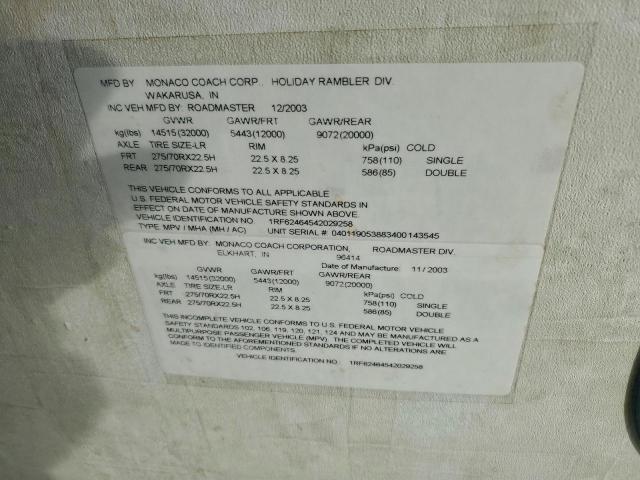 MFD BY MONACO COACH CORP., HOLIDAY RAMBLER DIV.
WAKARUSA, IN
INC VEH MFG BY: ROADMASTER 12/2003
GVWR GAWR/FRT GAWR/REAR
kg(lbs) 14515(32000) 5443(12000) 9072(20000)
AXLE TIRE SIZE-LR RIM kPa(psi) COLD
FRT 275/70RX22.5H 22.5 X 8.25 758(110) SINGLE
REAR 275/70RX22.5H 22.5 X 8.25 586(85) DOUBLE
THIS VEHICLE CONFORMS TO ALL APPLICABLE
U.S. FEDERAL MOTOR VEHICLE SAFETY STANDARDS IN
EFFECT ON DATE OF MANUFACTURE SHOWN ABOVE.
VEHICLE IDENTIFICATION# 1RF62464542029258
TYPE MPV / MHA (MH / AC) UNIT SERIAL # 040119053883400143545
INC VEH MFG BY: MONACO COACH CORPORATION, ROADMASTER DIV.
ELKHART, IN 96414
Date of Manufacture: 11/2003
GVWR GAWR/FRT GAWR/REAR
kg(lbs) 14515(32000) 5443(12000) 9072(20000)
AXLE TIRE SIZE-LR RIM kPa(psi) COLD
FRT 275/70RX22.5H 22.5 X 8.25 758(110) SINGLE
REAR 275/70RX22.5H 22.5 X 8.25 586(85) DOUBLE
THIS INCOMPLETE VEHICLE CONFORMS TO U.S. FEDERAL MOTOR VEHICLE
SAFETY STANDARDS 102, 106, 119, 120, 121, 124 AND MAY BE MANUFACTURED AS A
MULTIPURPOSE PASSENGER VEHICLE (MPV). THE COMPLETED VEHICLE WILL
CONFORM TO THE AFOREMENTIONED STANDARDS IF NO ALTERATIONS ARE
MADE TO IDENTIFIED COMPONENTS.
VEHICLE IDENTIFICATION NO.: 1RF62464542029258